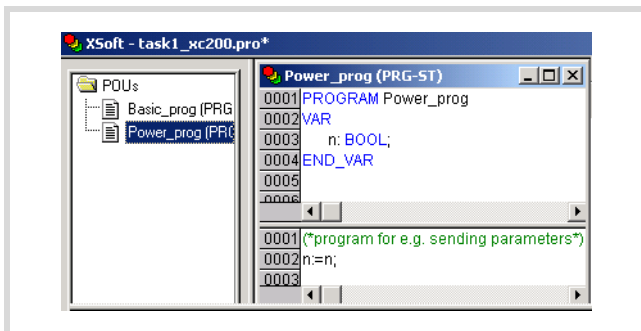 XSoft - task1_xc200.pro*
POUs
Basic_prog (PRG
Power_prog (PRG
Power_prog (PRG-ST)
0001 PROGRAM Power_prog
0002 VAR
0003 n: BOOL;
0004 END_VAR
0005
0006
0001 (*program for e.g. sending parameters*)
0002 n:=n;
0003